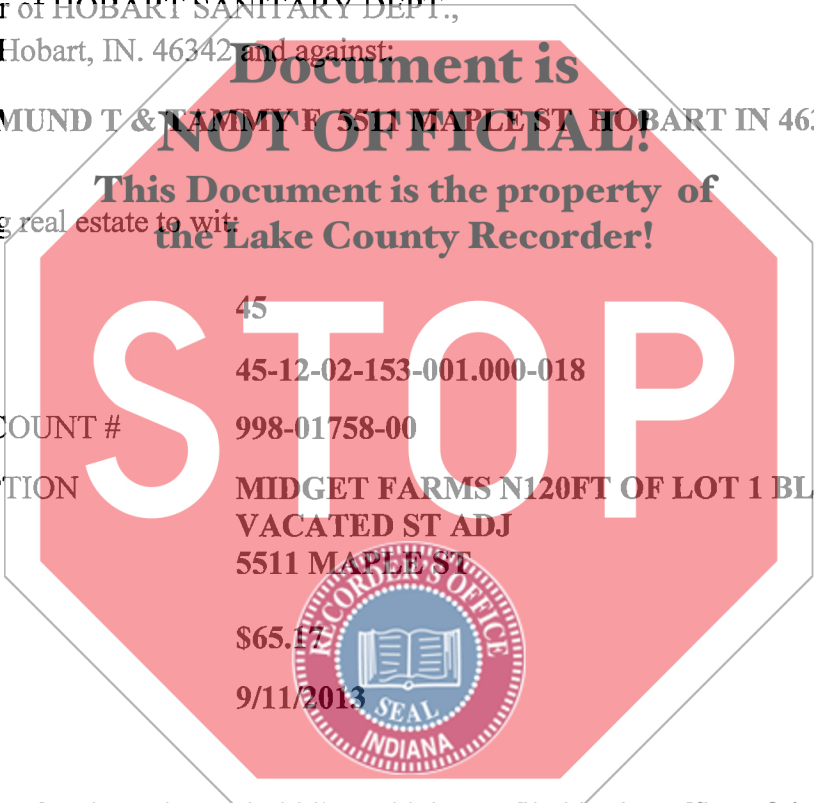 r of HOBART SANITARY DEPT.,
Hobart, IN. 46342 and against:
Document is
MUND T & TAMMY F 5511 MAPLE ST HOBART IN 463
NOT OFFICIAL!
This Document is the property of
g real estate to wit:
the Lake County Recorder!
45
STOP
45-12-02-153-001.000-018
COUNT # 998-01758-00
TION MIDGET FARMS N120FT OF LOT 1 BL
VACATED ST ADJ
5511 MAPLE ST
RECORDER'S OFFICE
$65.17
9/11/2013
SEAL
INDIANA